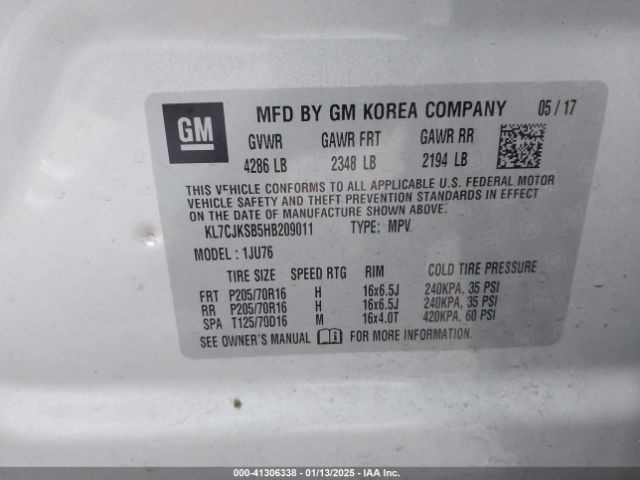 GM
MFD BY GM KOREA COMPANY 05 / 17
GVWR GAWR FRT GAWR RR
4286 LB 2348 LB 2194 LB
THIS VEHICLE CONFORMS TO ALL APPLICABLE U.S. FEDERAL MOTOR
VEHICLE SAFETY AND THEFT PREVENTION STANDARDS IN EFFECT
ON THE DATE OF MANUFACTURE SHOWN ABOVE.
KL7CJKSB5HB209011 TYPE: MPV
MODEL : 1JU76
TIRE SIZE SPEED RTG RIM COLD TIRE PRESSURE
FRT P205/70R16 H 16x6.5J 240KPA, 35 PSI
RR P205/70R16 H 16x6.5J 240KPA, 35 PSI
SPA T125/70D16 M 16x4.0T 420KPA, 60 PSI
SEE OWNER'S MANUAL FOR MORE INFORMATION.
000-41306338 - 01/13/2025 - IAA Inc.